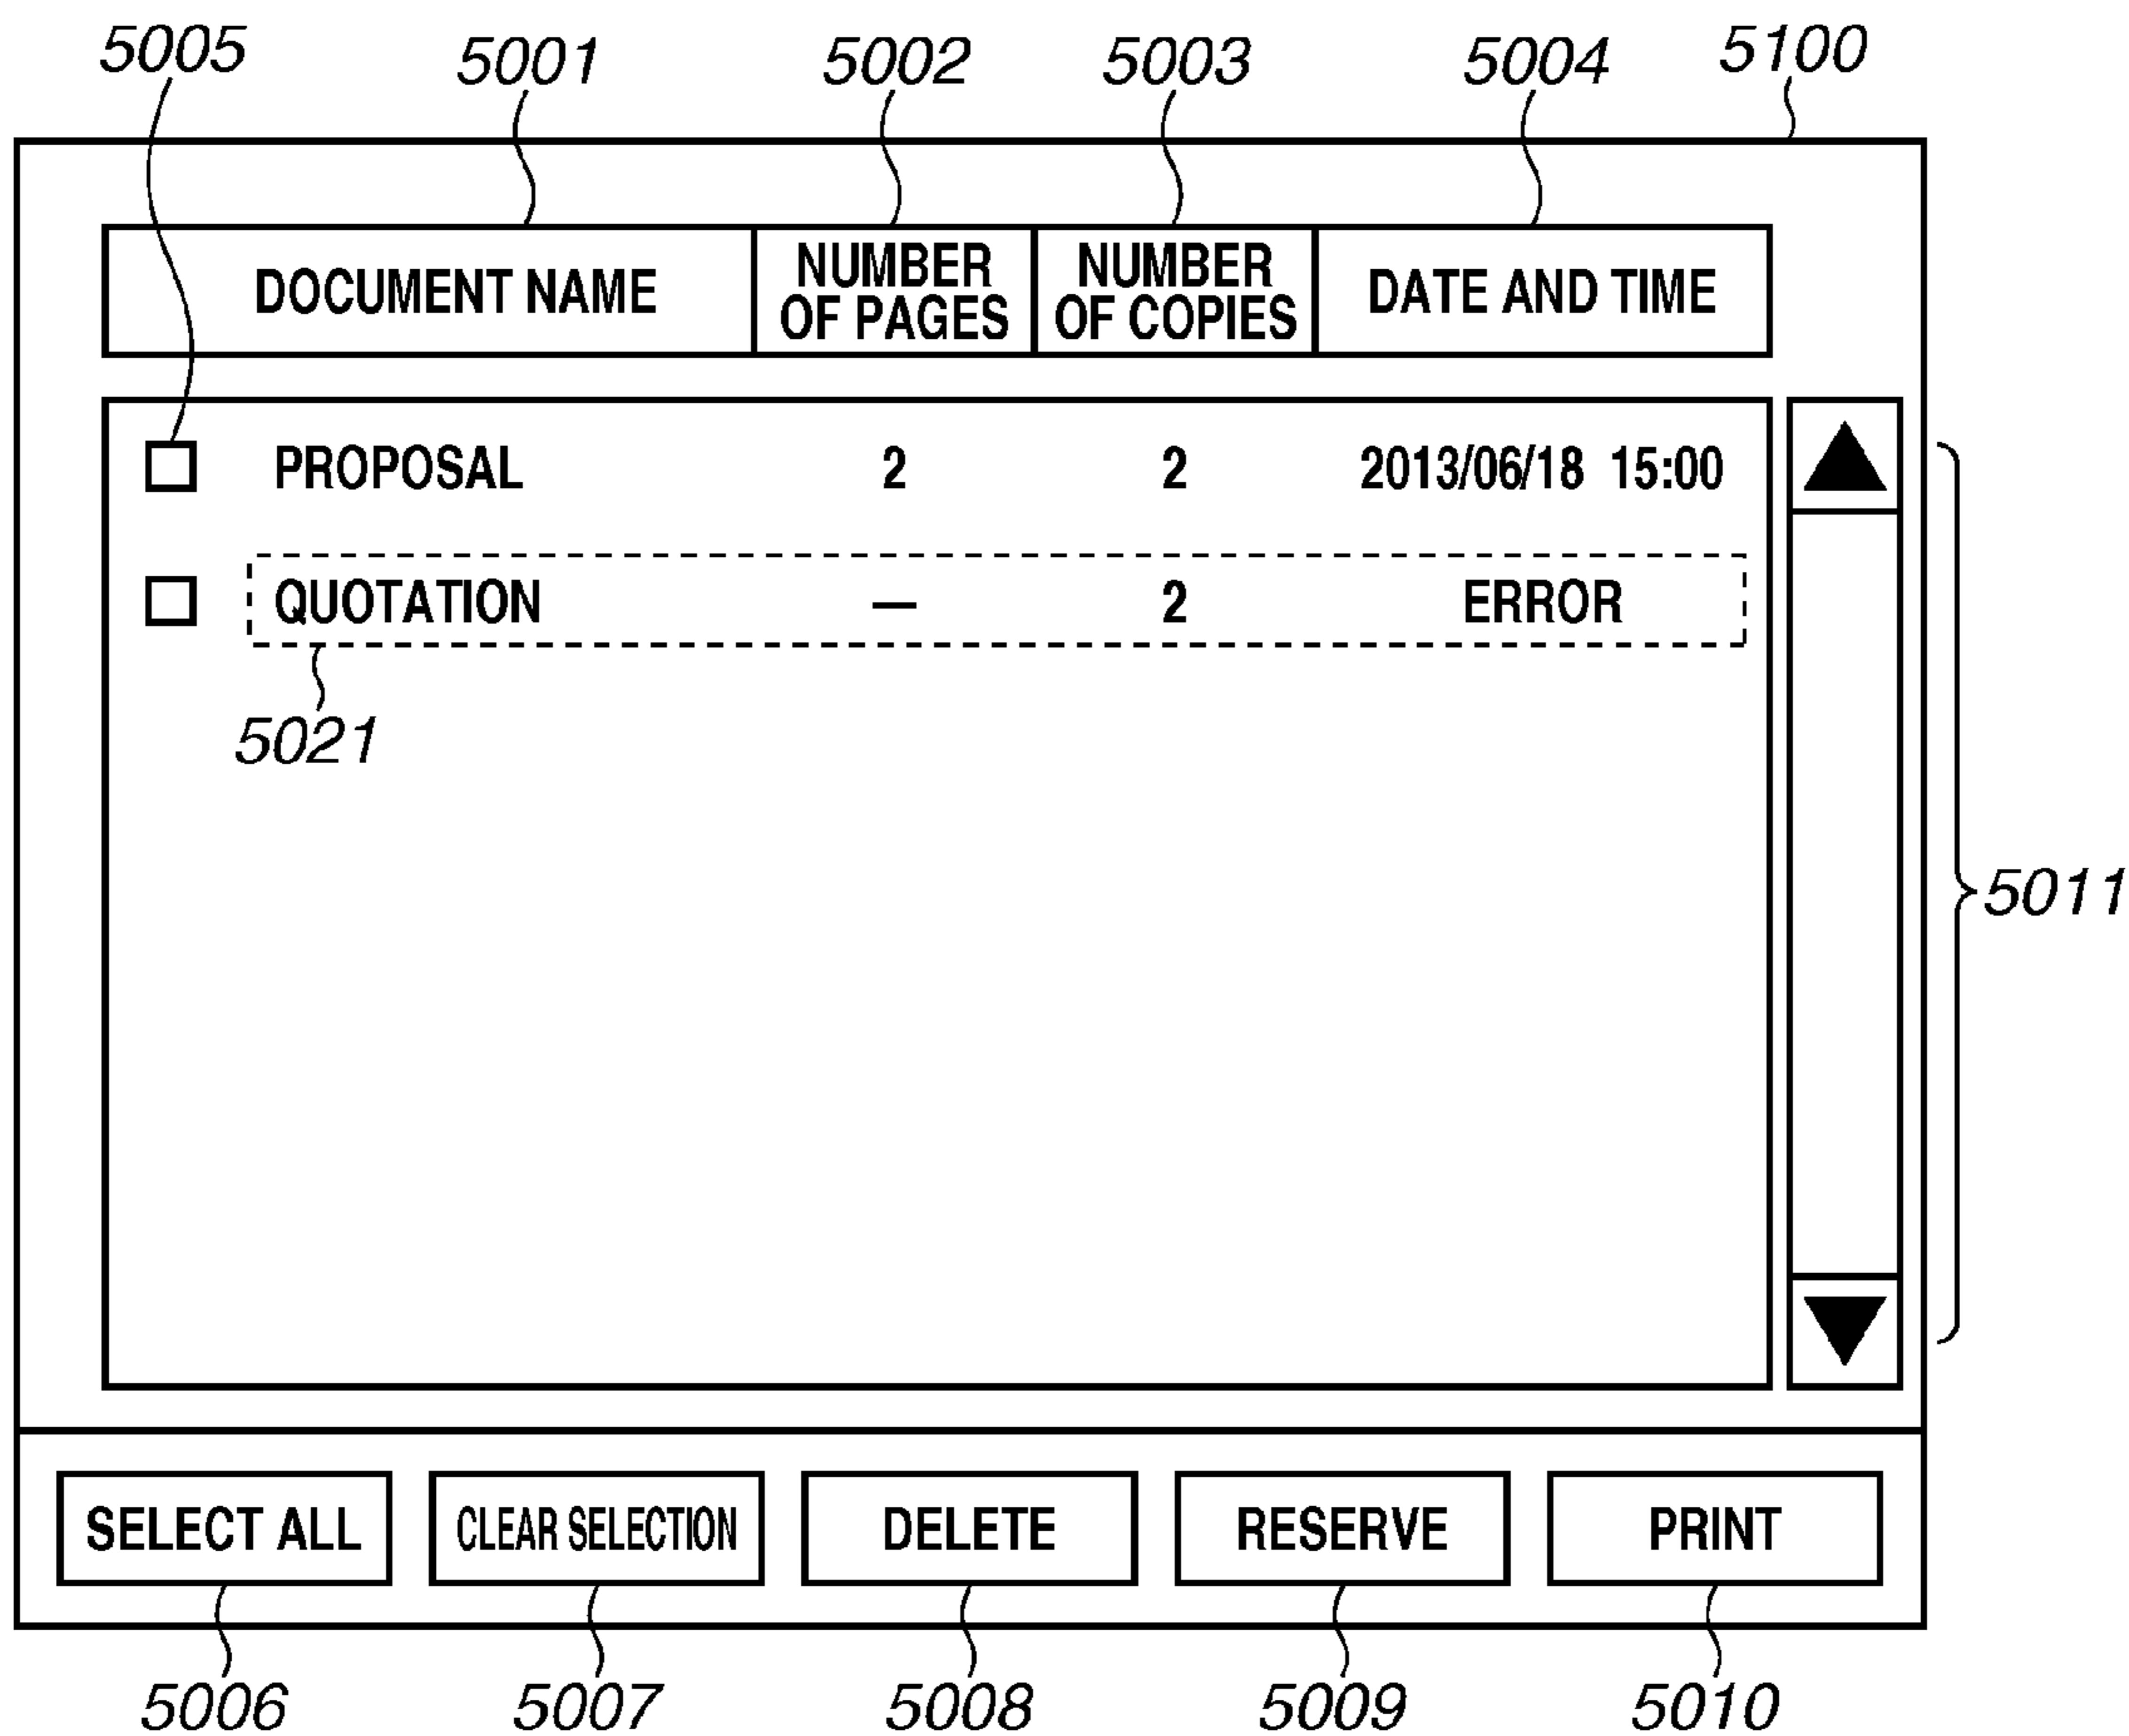 5005 5001 5002 5003 5004 5100
DOCUMENT NAME
NUMBER
OF PAGES
NUMBER
OF COPIES
DATE AND TIME
PROPOSAL 2 2 2013/06/18 15:00
QUOTATION — 2 ERROR
5021
5011
SELECT ALL CLEAR SELECTION DELETE RESERVE PRINT
5006 5007 5008 5009 5010